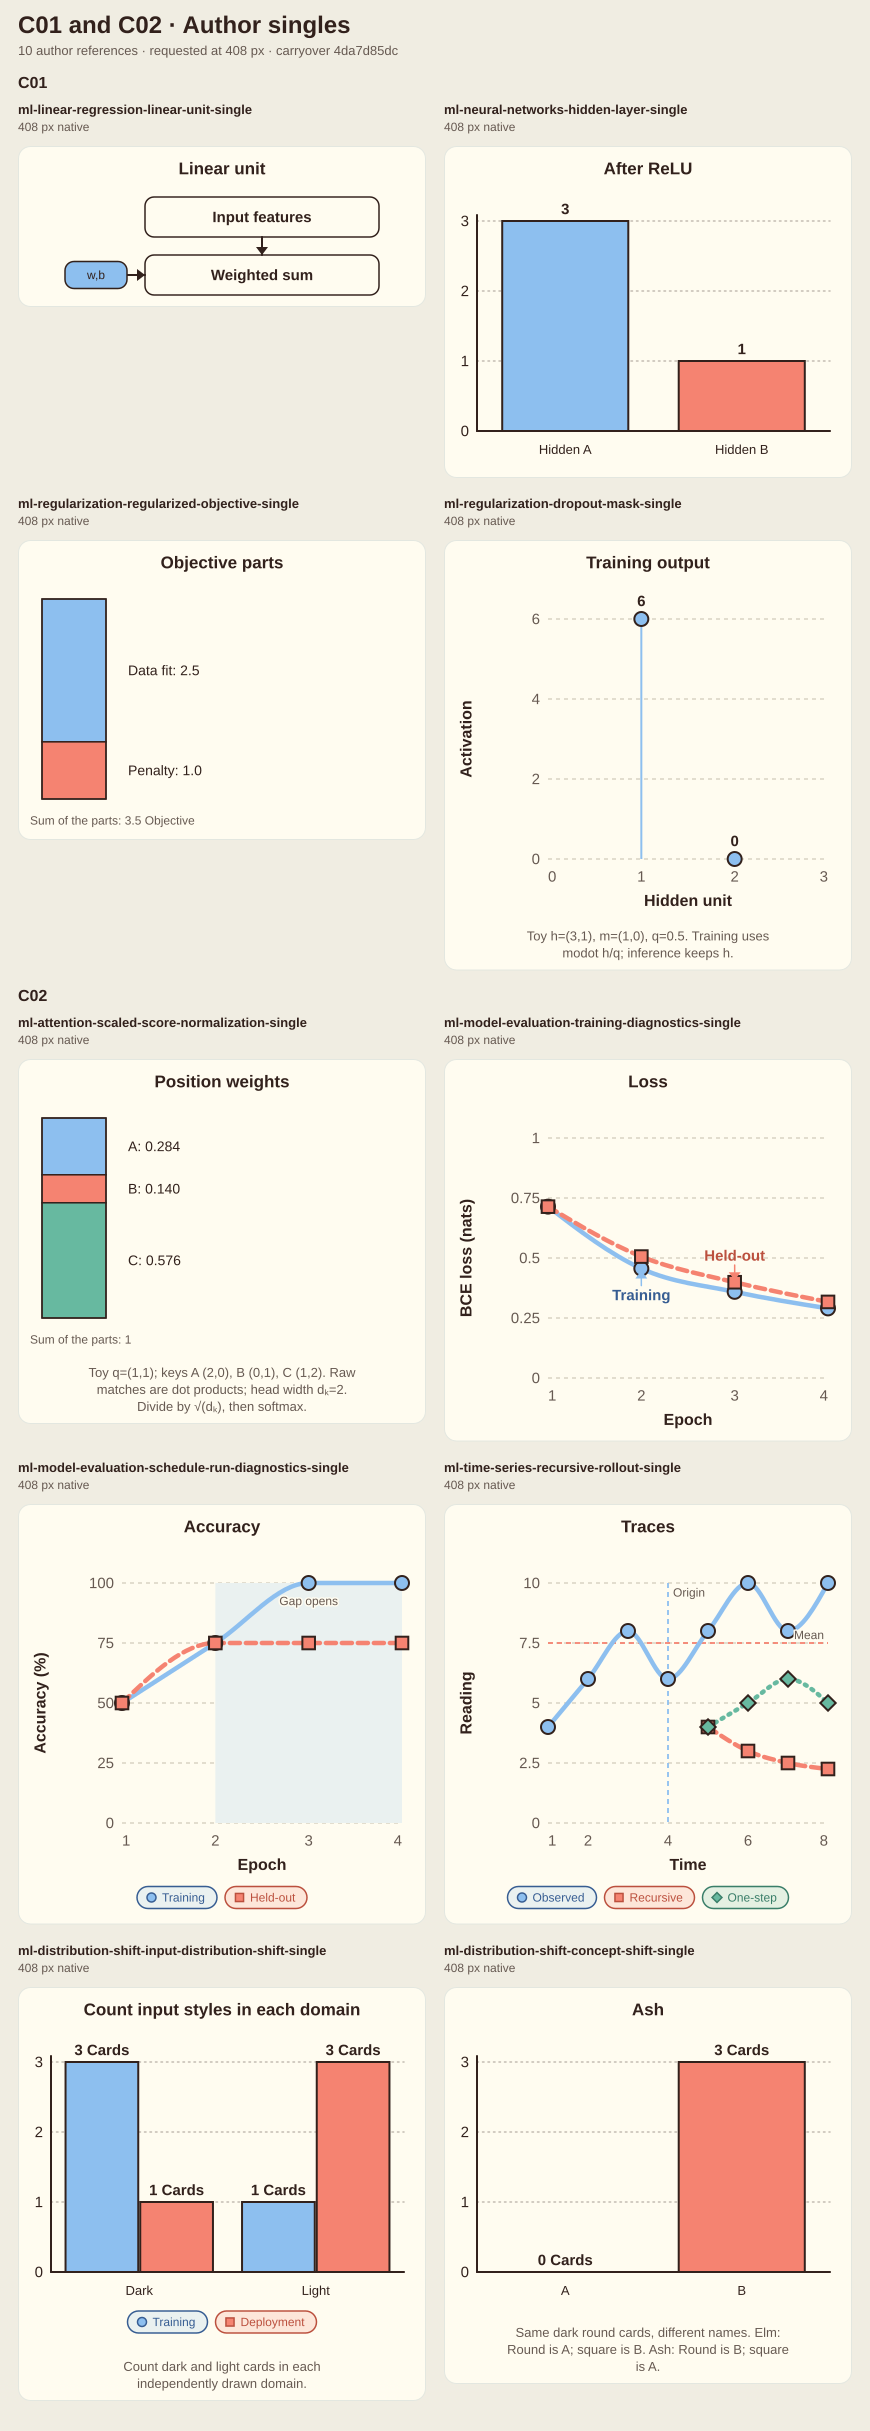 C01 and C02 · Author singles
10 author references · requested at 408 px · carryover 4da7d85dc
C01
ml-linear-regression-linear-unit-single
408 px native
Linear unit
Input features
w,b
Weighted sum
ml-neural-networks-hidden-layer-single
408 px native
After ReLU
3
3
2
1
1
0
Hidden A
Hidden B
ml-regularization-regularized-objective-single
408 px native
Objective parts
Data fit: 2.5
Penalty: 1.0
Sum of the parts: 3.5 Objective
ml-regularization-dropout-mask-single
408 px native
Training output
6
6
4
2
0
0
Activation
0 1 2 3
Hidden unit
Toy h=(3,1), m=(1,0), q=0.5. Training uses
modot h/q; inference keeps h.
C02
ml-attention-scaled-score-normalization-single
408 px native
Position weights
A: 0.284
B: 0.140
C: 0.576
Sum of the parts: 1
Toy q=(1,1); keys A (2,0), B (0,1), C (1,2). Raw
matches are dot products; head width dₖ=2.
Divide by √(dₖ), then softmax.
ml-model-evaluation-training-diagnostics-single
408 px native
Loss
1
0.75
0.5
0.25
0
BCE loss (nats)
Held-out
Training
1 2 3 4
Epoch
ml-model-evaluation-schedule-run-diagnostics-single
408 px native
Accuracy
100
75
50
25
0
Accuracy (%)
Gap opens
1 2 3 4
Epoch
Training Held-out
ml-time-series-recursive-rollout-single
408 px native
Traces
10
7.5
5
2.5
0
Reading
Origin
Mean
1 2 4 6 8
Time
Observed Recursive One-step
ml-distribution-shift-input-distribution-shift-single
408 px native
Count input styles in each domain
3 Cards 3 Cards
3
2
1 Cards 1 Cards
1
0
Dark Light
Training Deployment
Count dark and light cards in each
independently drawn domain.
ml-distribution-shift-concept-shift-single
408 px native
Ash
3 Cards
3
2
1
0 Cards
0
A B
Same dark round cards, different names. Elm:
Round is A; square is B. Ash: Round is B; square
is A.